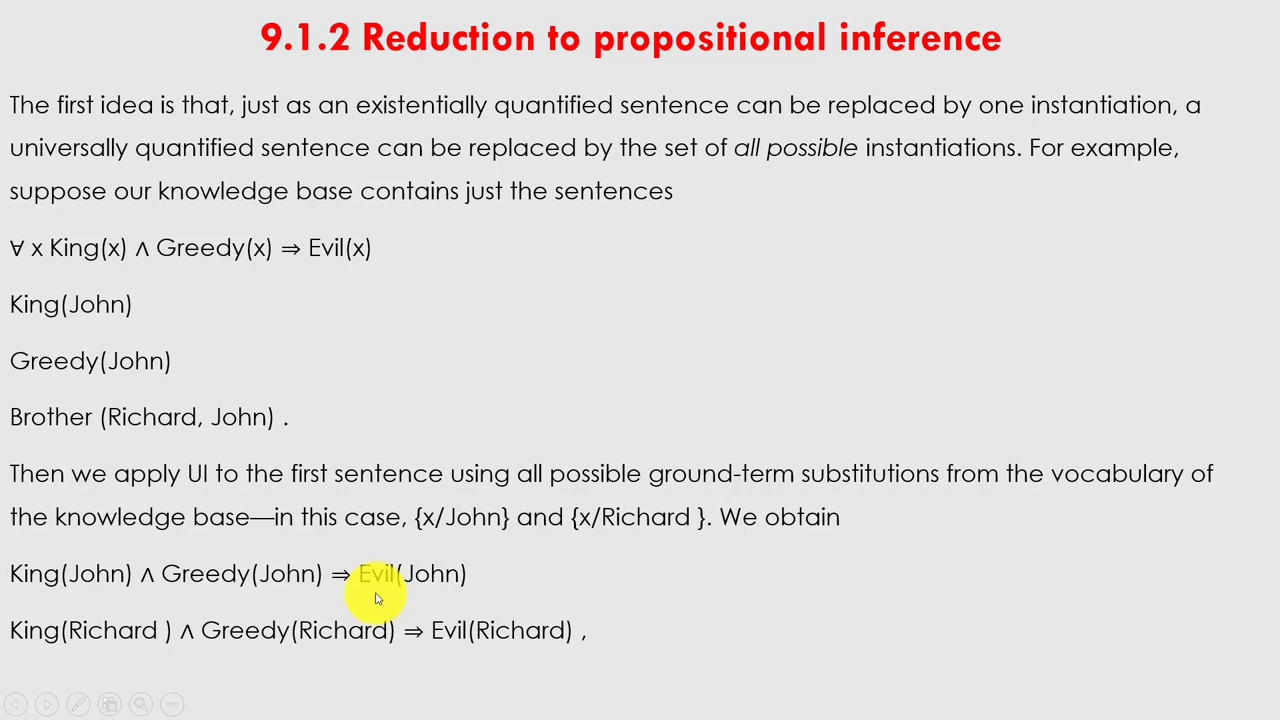 9.1.2 Reduction to propositional inference
The first idea is that, just as an existentially quantified sentence can be replaced by one instantiation, a
universally quantified sentence can be replaced by the set of all possible instantiations. For example,
suppose our knowledge base contains just the sentences
∀ x King(x) ∧ Greedy(x) ⇒ Evil(x)
King(John)
Greedy(John)
Brother (Richard, John) .
Then we apply UI to the first sentence using all possible ground-term substitutions from the vocabulary of
the knowledge base—in this case, {x/John} and {x/Richard }. We obtain
King(John) ∧ Greedy(John) ⇒ Evil(John)
King(Richard ) ∧ Greedy(Richard) ⇒ Evil(Richard) ,